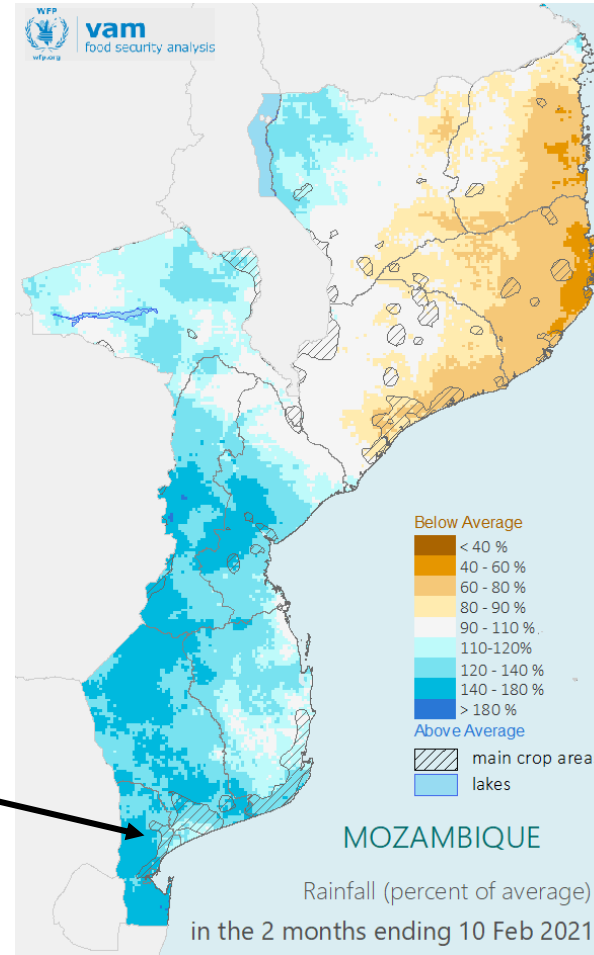 WFP
wfp.org
vam
food security analysis
Below Average
< 40 %
40 - 60 %
60 - 80 %
80 - 90 %
90 - 110 %
110-120%
120 - 140 %
140 - 180 %
> 180 %
Above Average
main crop area
lakes
MOZAMBIQUE
Rainfall (percent of average)
in the 2 months ending 10 Feb 2021